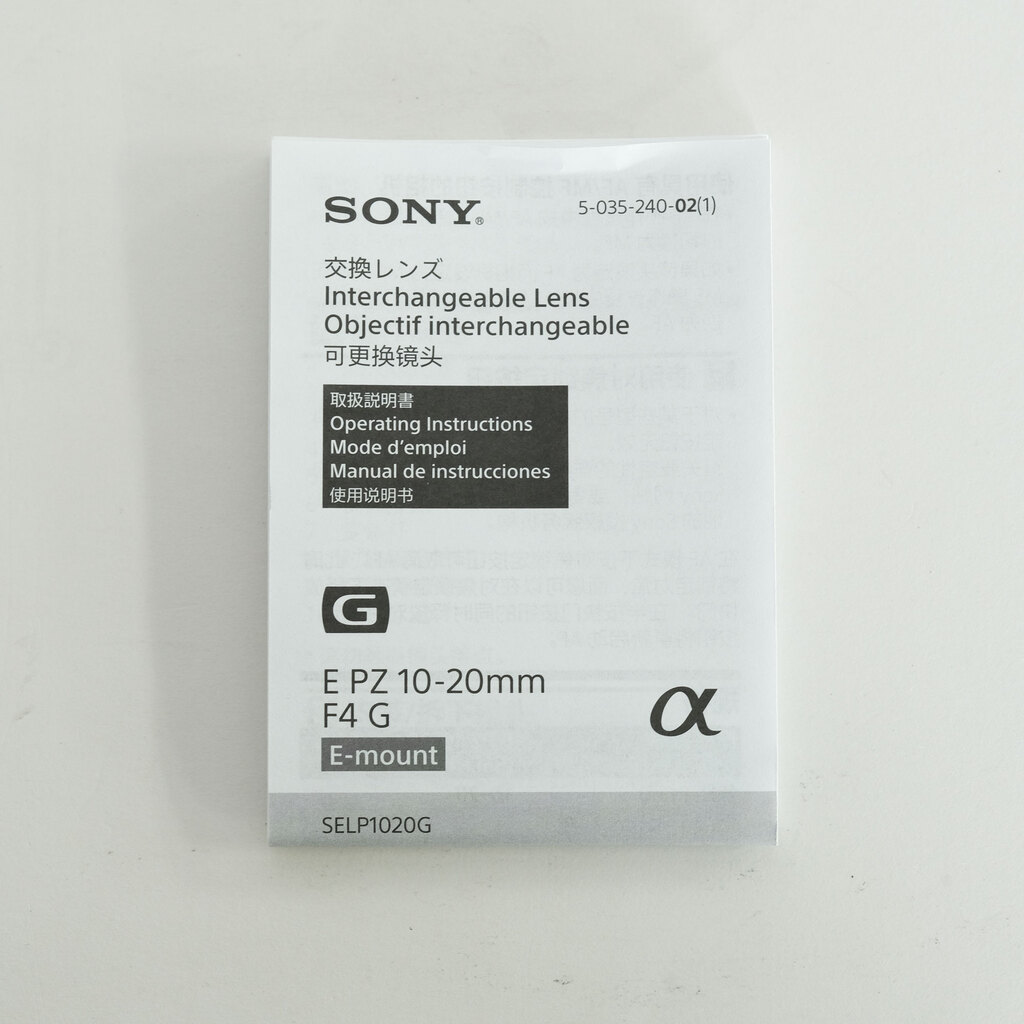 SONY®
5-035-240-02(1)
交換レンズ
Interchangeable Lens
Objectif interchangeable
可更换镜头
取扱説明書
Operating Instructions
Mode d'emploi
Manual de instrucciones
使用说明书
G
E PZ 10-20mm
F4 G
α
E-mount
SELP1020G